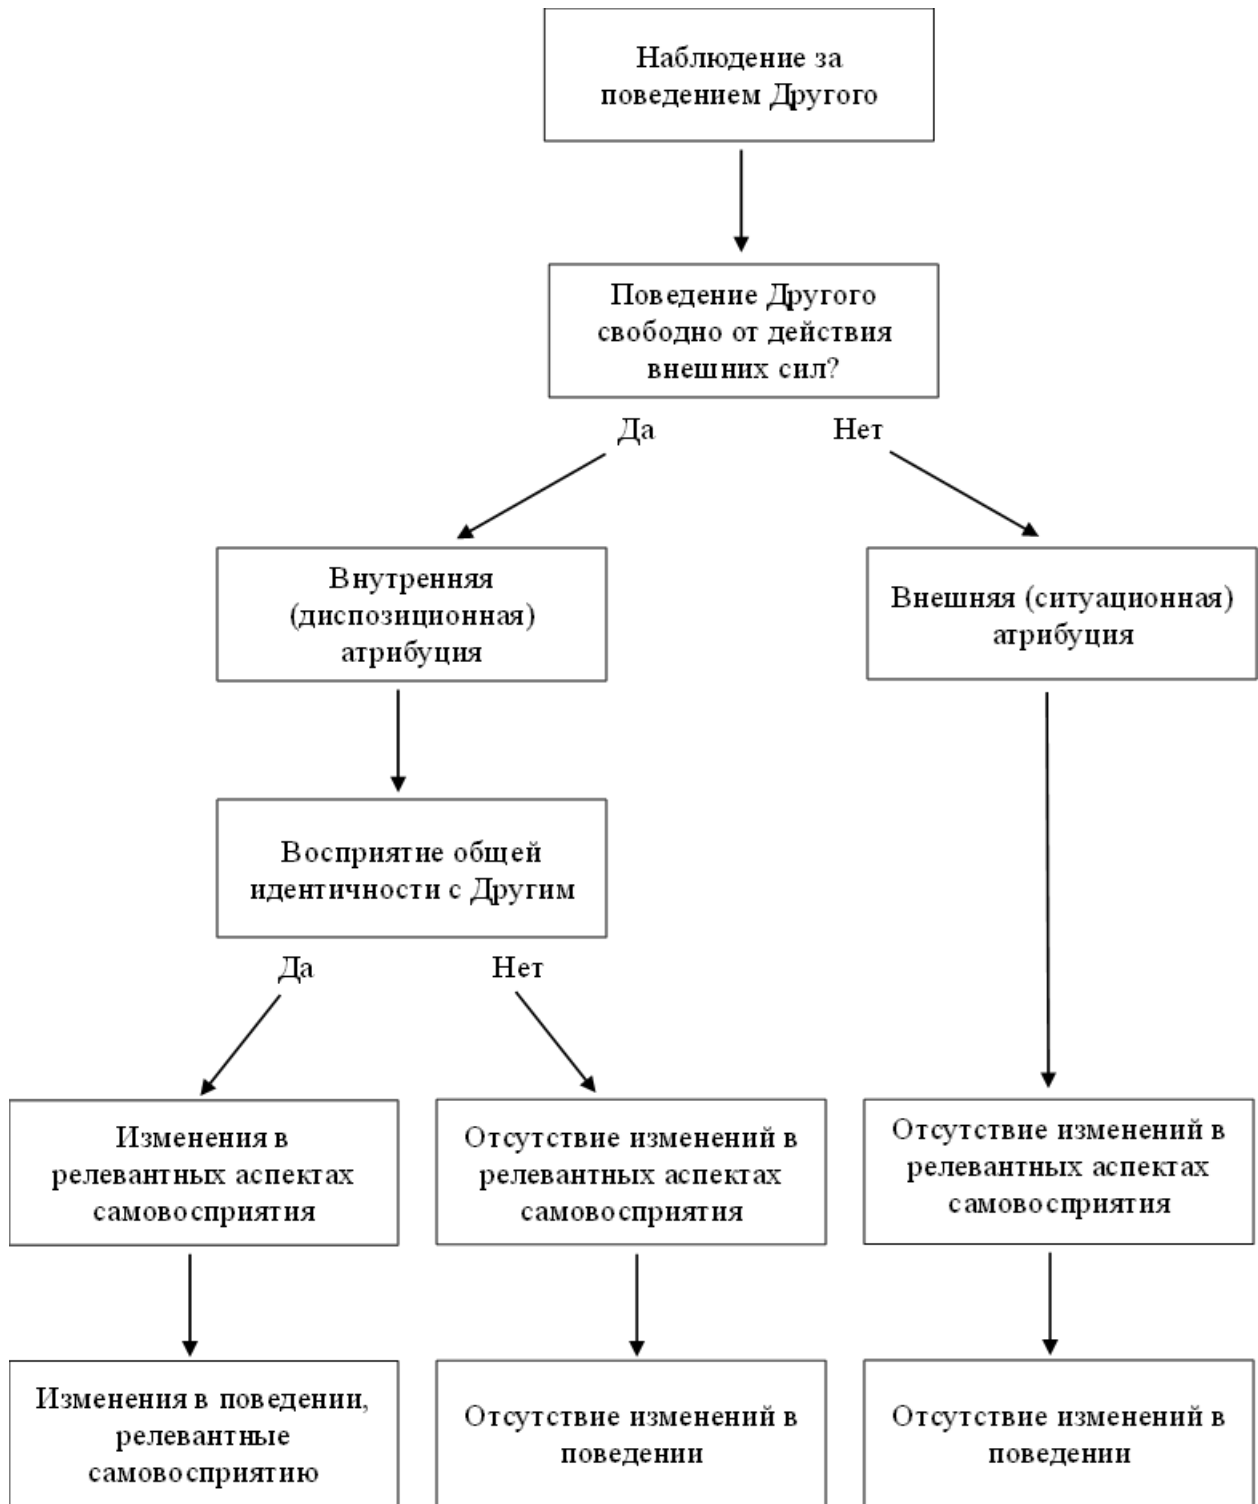 Наблюдение за
поведением Другого
Поведение Другого
свободно от действия
внешних сил?
Да
Нет
Внутренняя
(диспозиционная)
атрибуция
Внешняя (ситуационная)
атрибуция
Восприятие общей
идентичности с Другим
Да
Нет
Изменения в
релевантных аспектах
самовосприятия
Отсутствие изменений в
релевантных аспектах
самовосприятия
Отсутствие изменений в
релевантных аспектах
самовосприятия
Изменения в поведении,
релевантные
самовосприятию
Отсутствие изменений в
поведении
Отсутствие изменений в
поведении